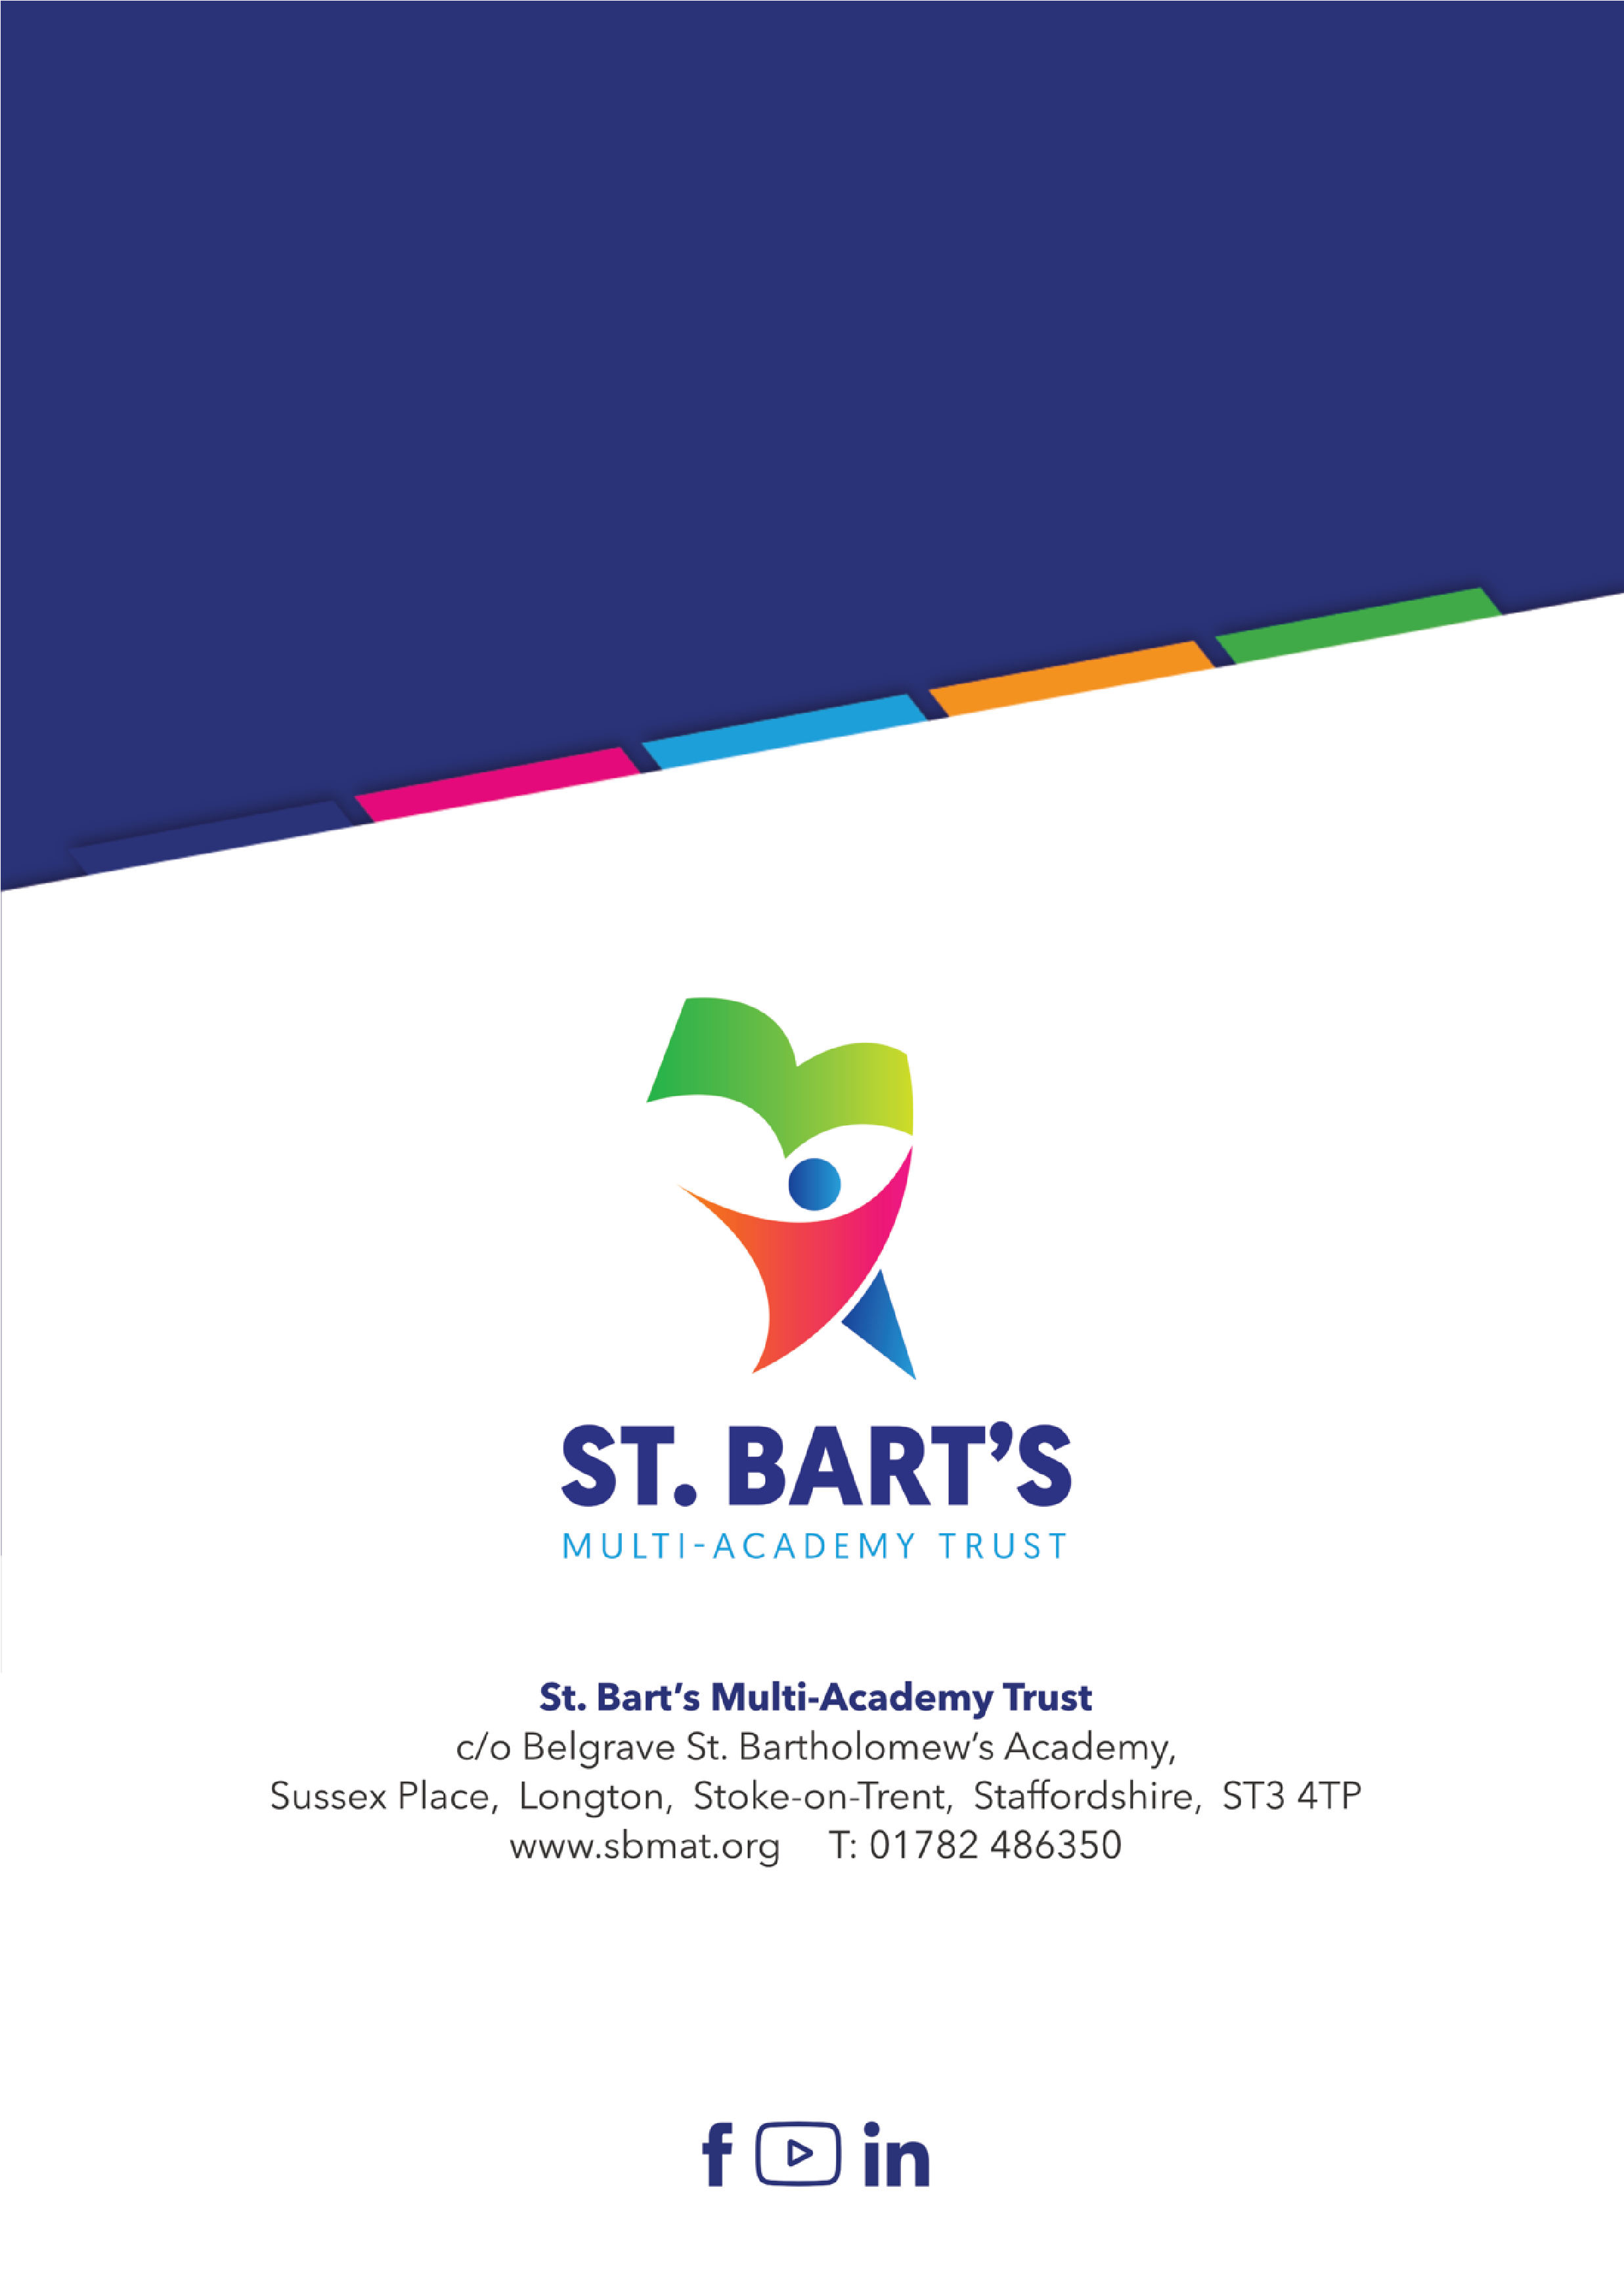 ST. BART’S
MULTI-ACADEMY TRUST
St. Bart’s Multi-Academy Trust
c/o Belgrave St. Bartholomew’s Academy,
Sussex Place, Longton, Stoke-on-Trent, Staffordshire, ST3 4TP
www.sbmat.org T: 01782 486350
f in